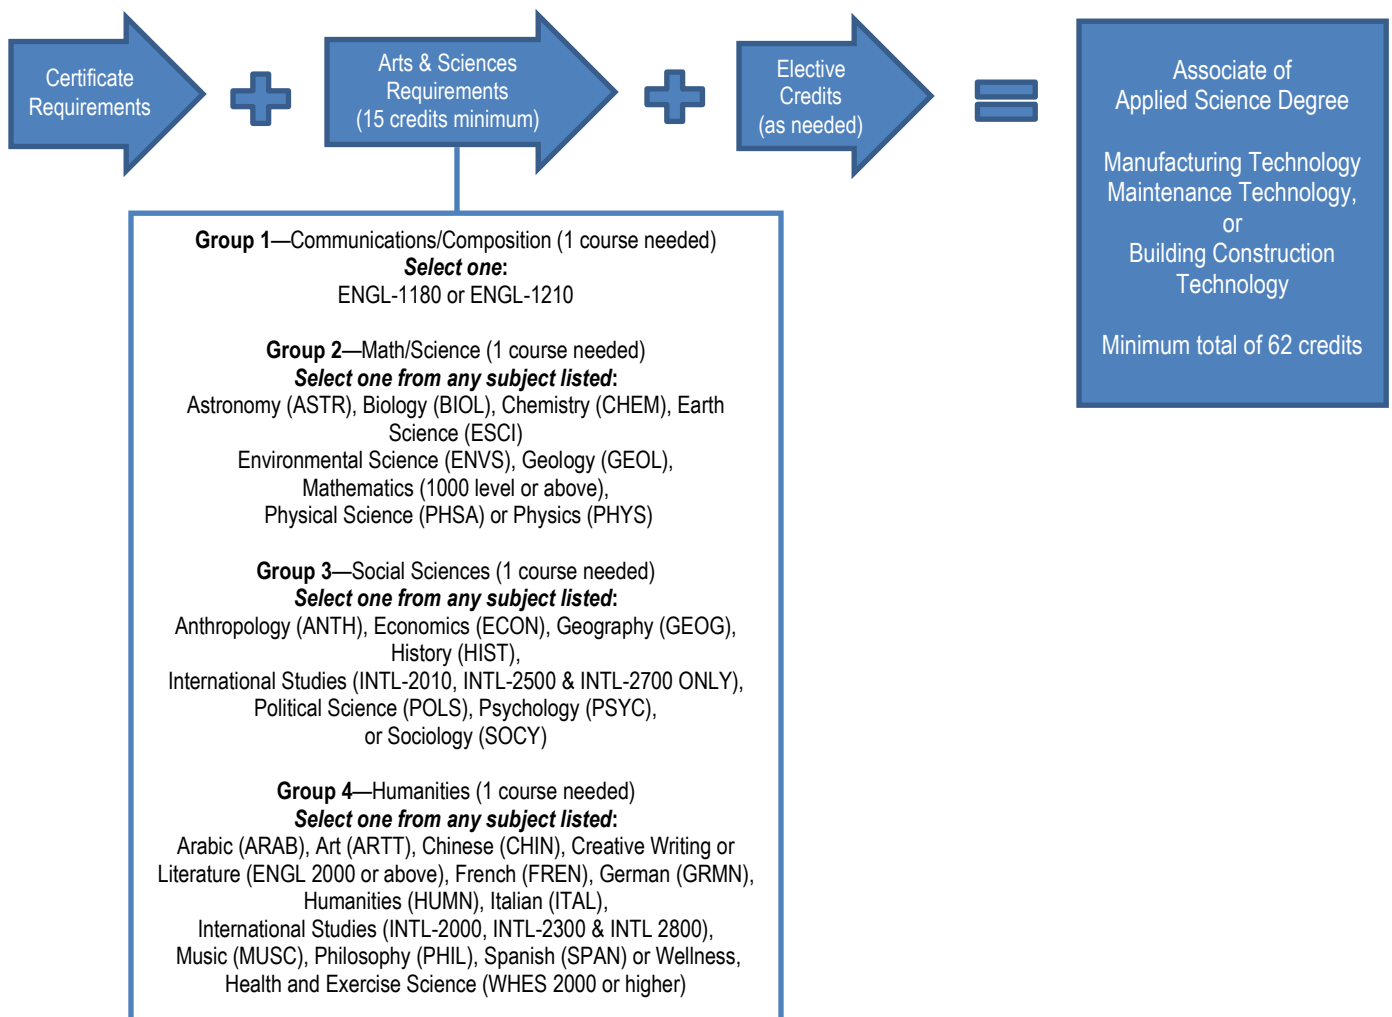 Certificate
Requirements
Arts & Sciences
Requirements
(15 credits minimum)
Elective
Credits
(as needed)
Associate of
Applied Science Degree
Manufacturing Technology
Maintenance Technology,
or
Building Construction
Technology
Minimum total of 62 credits
Group 1—Communications/Composition (1 course needed)
Select one:
ENGL-1180 or ENGL-1210
Group 2—Math/Science (1 course needed)
Select one from any subject listed:
Astronomy (ASTR), Biology (BIOL), Chemistry (CHEM), Earth
Science (ESCI)
Environmental Science (ENVS), Geology (GEOL),
Mathematics (1000 level or above),
Physical Science (PHSA) or Physics (PHYS)
Group 3—Social Sciences (1 course needed)
Select one from any subject listed:
Anthropology (ANTH), Economics (ECON), Geography (GEOG),
History (HIST),
International Studies (INTL-2010, INTL-2500 & INTL-2700 ONLY),
Political Science (POLS), Psychology (PSYC),
or Sociology (SOCY)
Group 4—Humanities (1 course needed)
Select one from any subject listed:
Arabic (ARAB), Art (ARTT), Chinese (CHIN), Creative Writing or
Literature (ENGL 2000 or above), French (FREN), German (GRMN),
Humanities (HUMN), Italian (ITAL),
International Studies (INTL-2000, INTL-2300 & INTL 2800),
Music (MUSC), Philosophy (PHIL), Spanish (SPAN) or Wellness,
Health and Exercise Science (WHES 2000 or higher)